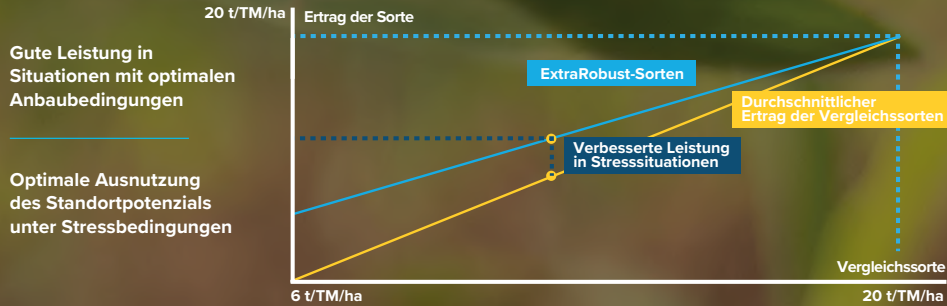 20 t/TM/ha
Ertrag der Sorte
Gute Leistung in
Situationen mit optimalen
Anbaubedingungen
ExtraRobust-Sorten
Durchschnittlicher
Ertrag der Vergleichssorten
Verbesserte Leistung
in Stresssituationen
Optimale Ausnutzung
des Standortpotenzials
unter Stressbedingungen
Vergleichssorte
6 t/TM/ha
20 t/TM/ha